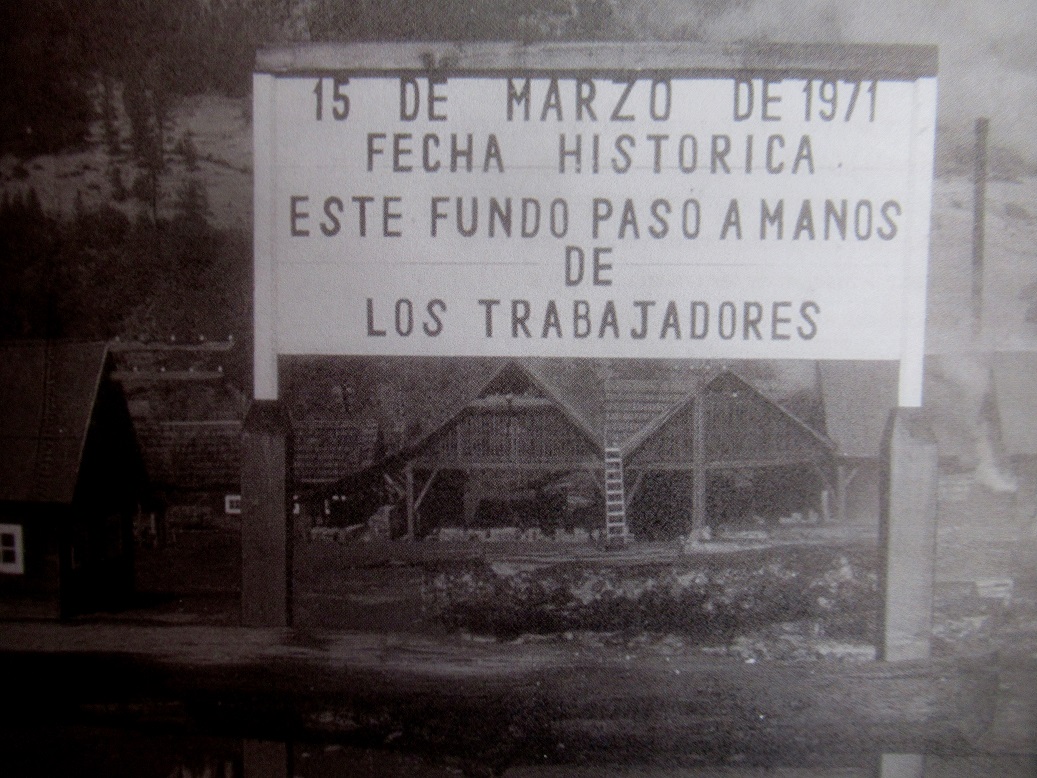 15 DE MARZO DE 1971
FECHA HISTORICA
ESTE FUNDO PASO A MANOS
DE
LOS TRABAJADORES